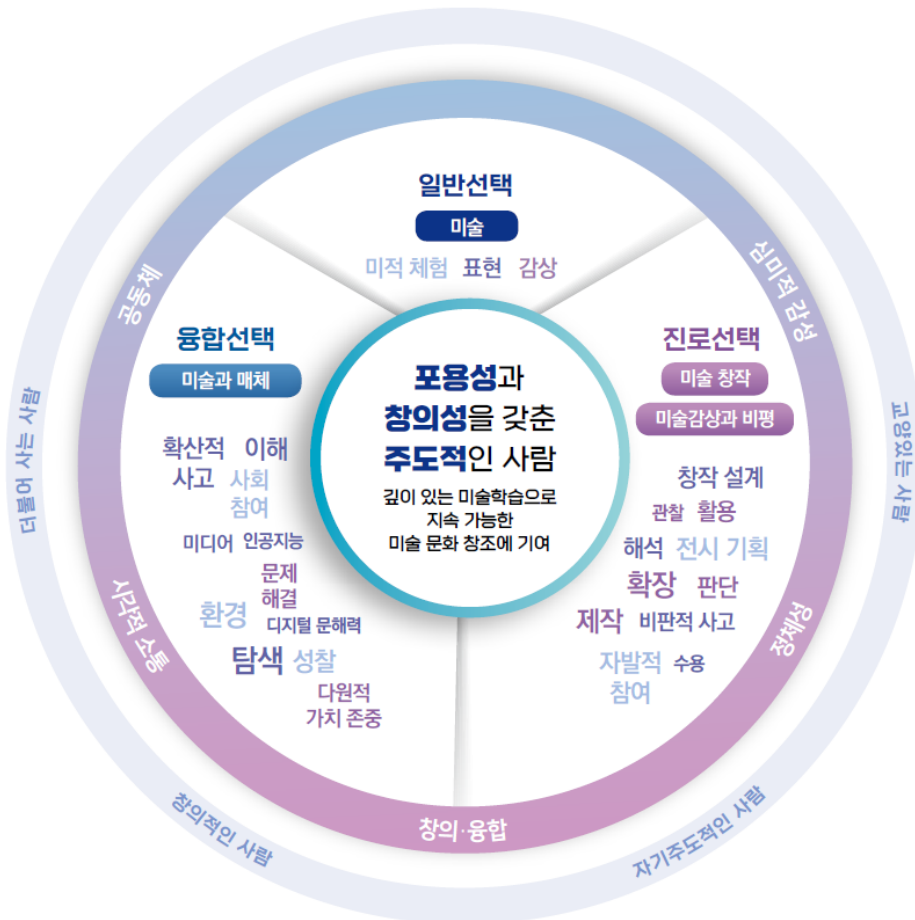 일반선택
미술
미적 체험 표현 감상
융합선택
미술과 매체
확산적 이해
사고 사회
참여
미디어 인공지능
문제
해결
환경 디지털 문해력
탐색 성찰
다원적
가치 존중
포용성과
창의성을 갖춘
주도적인 사람
깊이 있는 미술학습으로
지속 가능한
미술 문화 창조에 기여
진로선택
미술 창작
미술감상과 비평
창작 설계
관찰 활용
해석 전시 기획
확장 판단
제작 비판적 사고
자발적 수용
참여
공동체
심미적 감성
시각적 소통
정체성
창의·융합
더불어 사는 사람
교양있는 사람
창의적인 사람
자기주도적인 사람